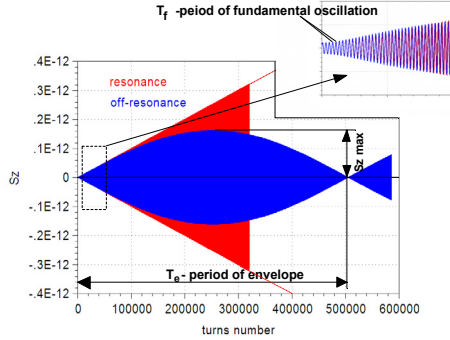 T_f -peiod of fundamental oscillation
.4E-12
.3E-12
.2E-12
.1E-12
0
-.1E-12
-.2E-12
-.3E-12
-.4E-12
Sz
resonance
off-resonance
Sz max
T_e - period of envelope
0 100000 200000 300000 400000 500000 600000
turns number